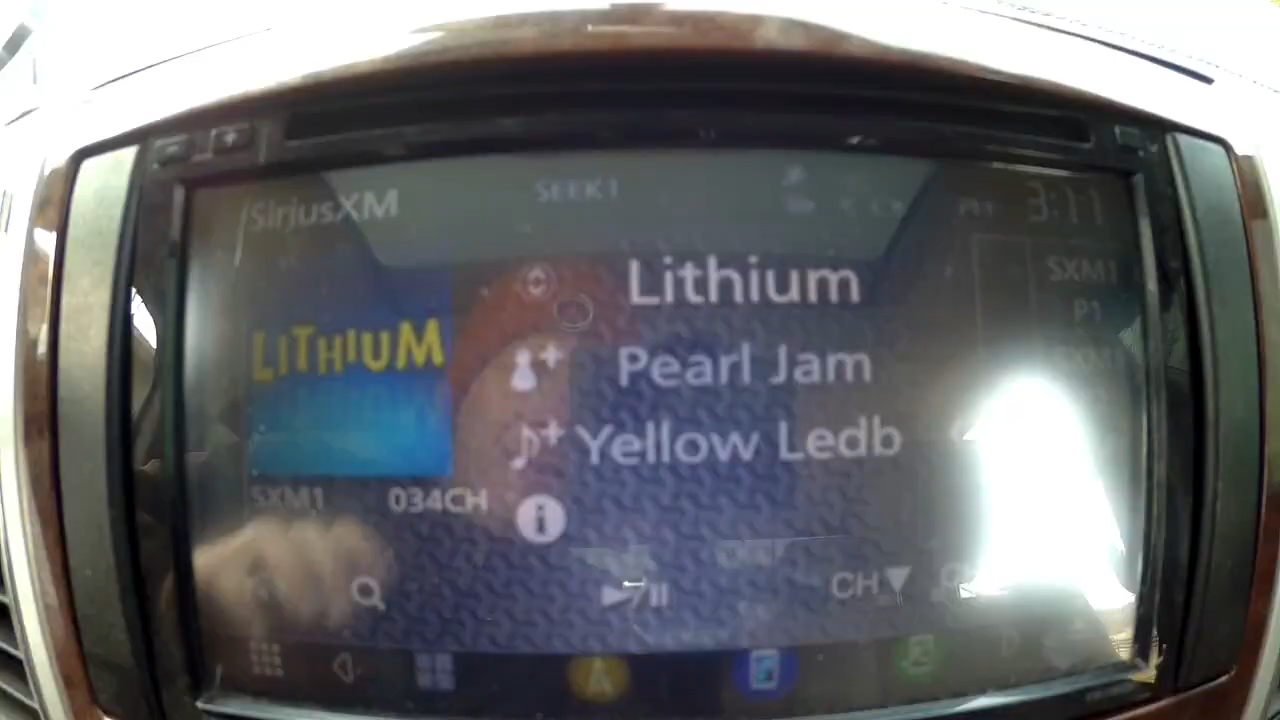 SiriusXM
SEEK1
3:11
Lithium
SXM1
P1
LITHIUM
Pearl Jam
Yellow Ledb
SXM1
034CH
CH